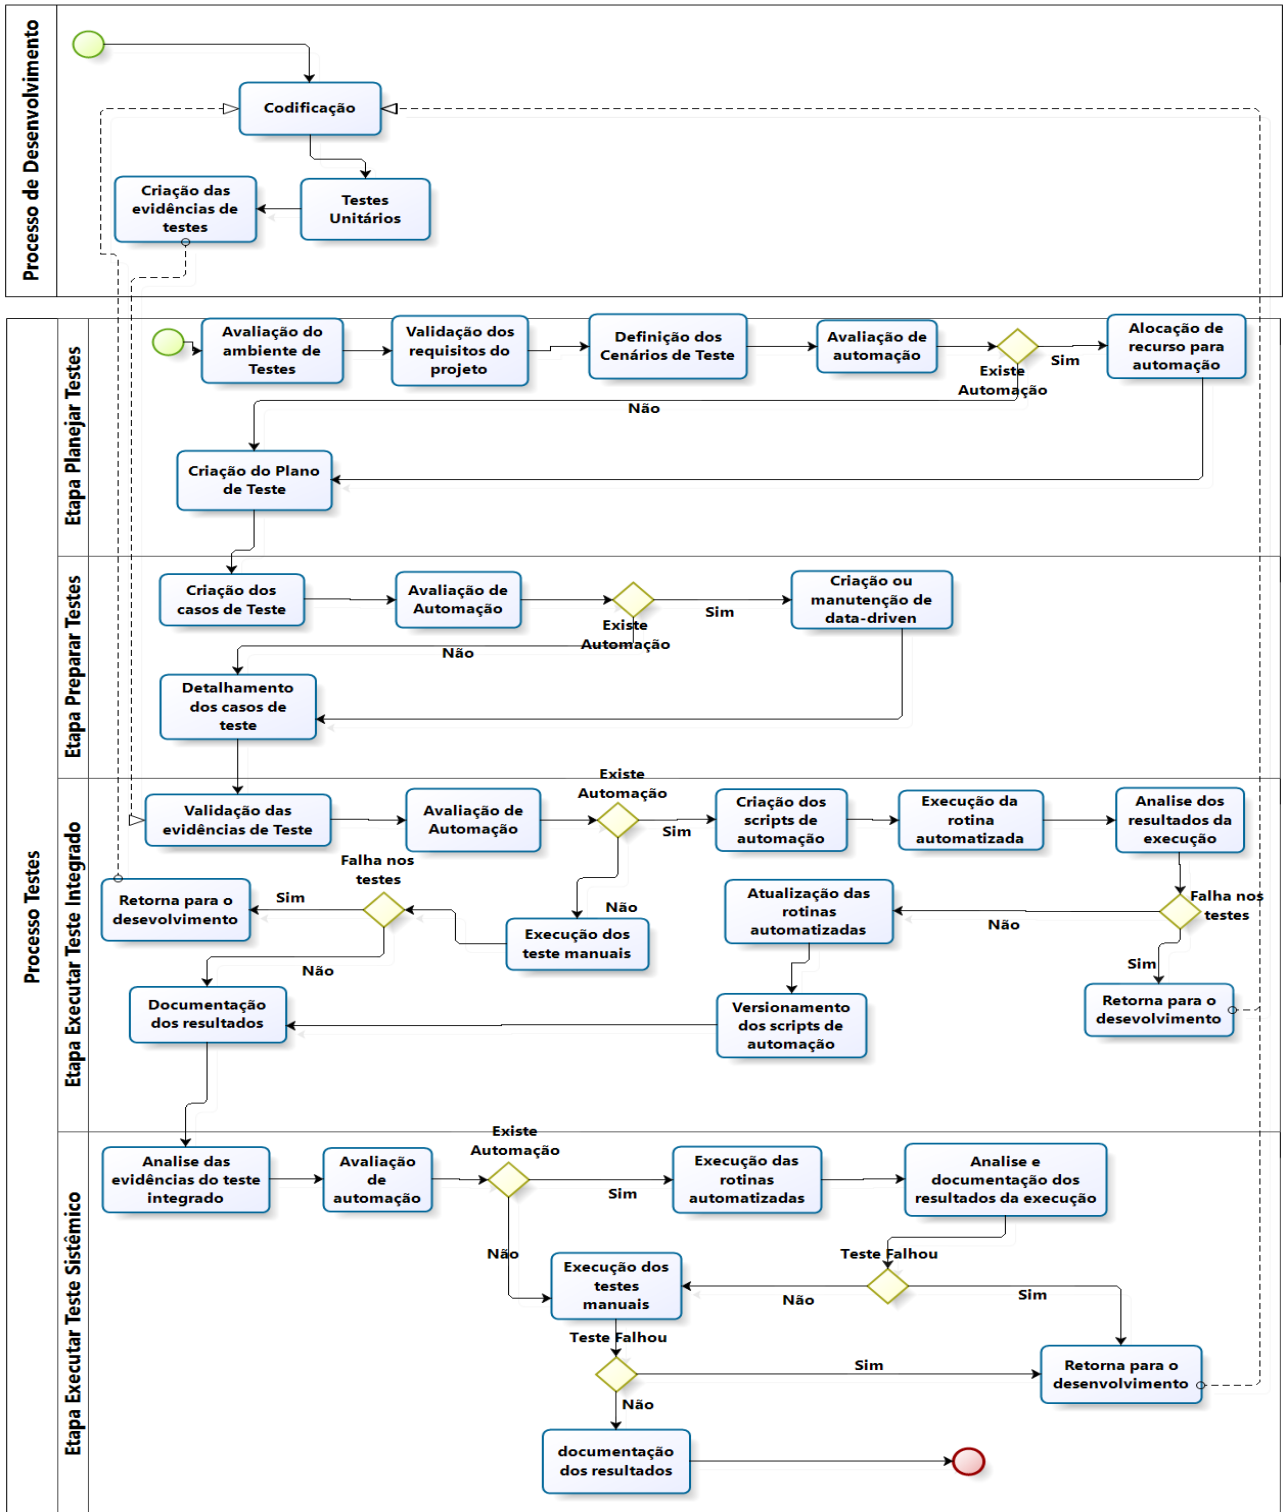 Processo de Desenvolvimento
Codificação
Criação das
evidências de
testes
Testes
Unitários
Processo Testes
Etapa Planejar Testes
Avaliação do
ambiente de
Testes
Validação dos
requisitos do
projeto
Definição dos
Cenários de Teste
Avaliação de
automação
Existe
Automação
Sim
Alocação de
recurso para
automação
Não
Criação do Plano
de Teste
Etapa Preparar Testes
Criação dos
casos de Teste
Avaliação de
Automação
Existe
Automação
Sim
Criação ou
manutenção de
data-driven
Não
Detalhamento
dos casos de
teste
Etapa Executar Teste Integrado
Validação das
evidências de Teste
Avaliação de
Automação
Existe
Automação
Sim
Criação dos
scripts de
automação
Execução da
rotina
automatizada
Analise dos
resultados da
execução
Retorna para o
desevolvimento
Sim
Falha nos
testes
Não
Execução dos
teste manuais
Não
Atualização das
rotinas
automatizadas
Não
Falha nos
testes
Sim
Retorna para o
desevolvimento
Documentação
dos resultados
Versionamento
dos scripts de
automação
Etapa Executar Teste Sistêmico
Analise das
evidências do teste
integrado
Avaliação
de
automação
Existe
Automação
Sim
Execução das
rotinas
automatizadas
Analise e
documentação dos
resultados da execução
Não
Execução dos
testes
manuais
Teste Falhou
Não
Sim
Teste Falhou
Sim
Retorna para o
desenvolvimento
Não
documentação
dos resultados